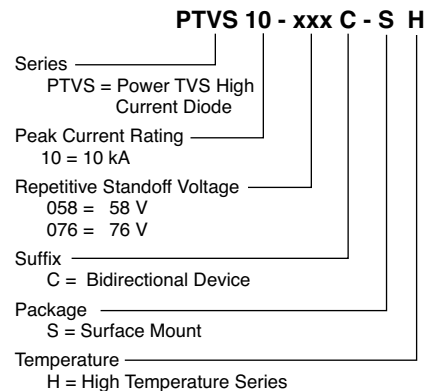 PTVS 10 - xxx C - S H
Series
PTVS = Power TVS High
Current Diode
Peak Current Rating
10 = 10 kA
Repetitive Standoff Voltage
058 = 58 V
076 = 76 V
Suffix
C = Bidirectional Device
Package
S = Surface Mount
Temperature
H = High Temperature Series